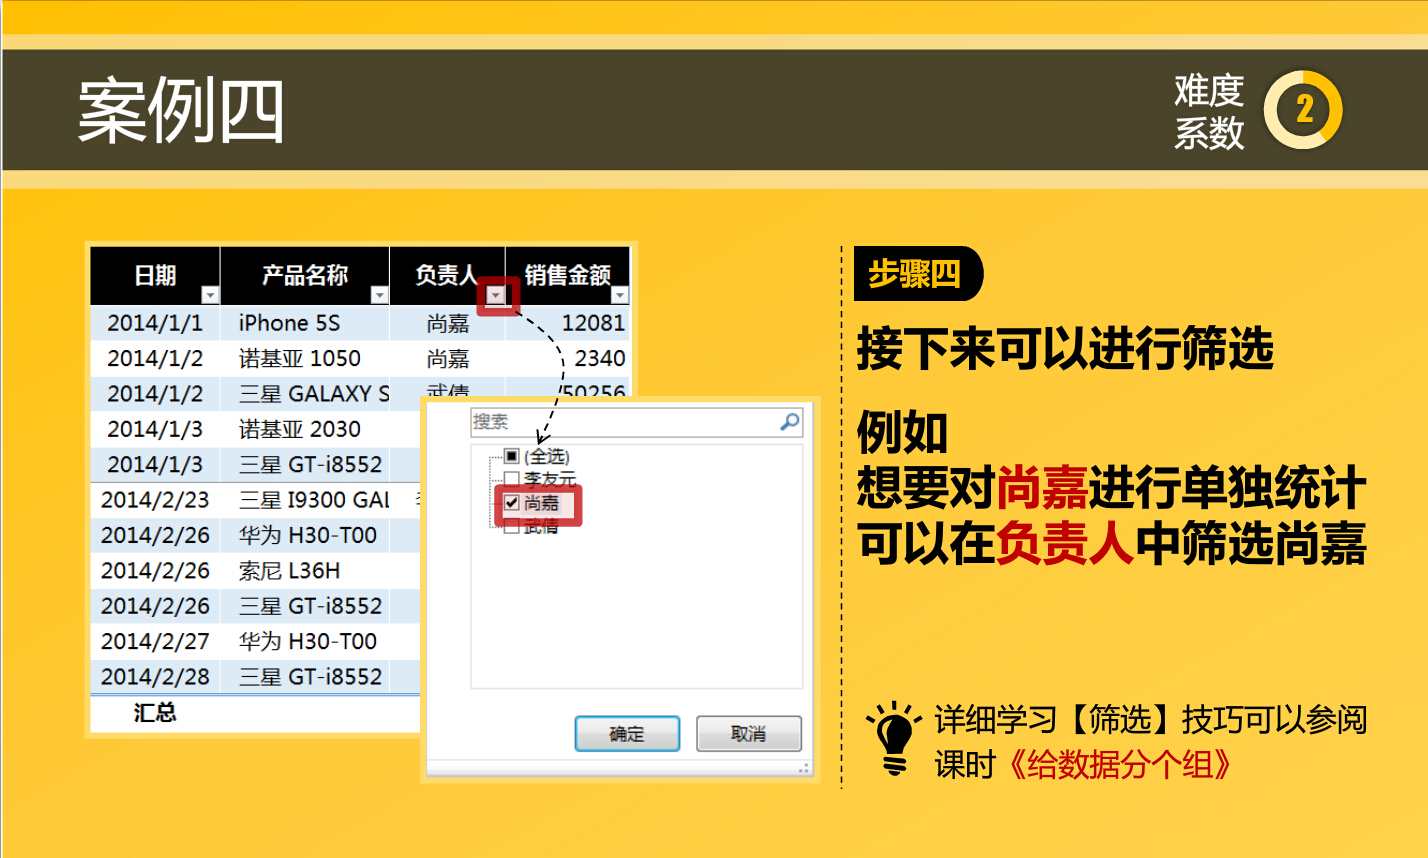 案例四
难度
系数
2
日期 产品名称 负责人 销售金额
2014/1/1 iPhone 5S 尚嘉 12081
2014/1/2 诺基亚 1050 尚嘉 2340
2014/1/2 三星 GALAXY S 武倩 50256
2014/1/3 诺基亚 2030
2014/1/3 三星 GT-i8552
2014/2/23 三星 I9300 GAL
2014/2/26 华为 H30-T00
2014/2/26 索尼 L36H
2014/2/26 三星 GT-i8552
2014/2/27 华为 H30-T00
2014/2/28 三星 GT-i8552
汇总
搜索
(全选)
李友元
尚嘉
武倩
确定 取消
步骤四
接下来可以进行筛选
例如
想要对尚嘉进行单独统计
可以在负责人中筛选尚嘉
详细学习【筛选】技巧可以参阅
课时《给数据分个组》